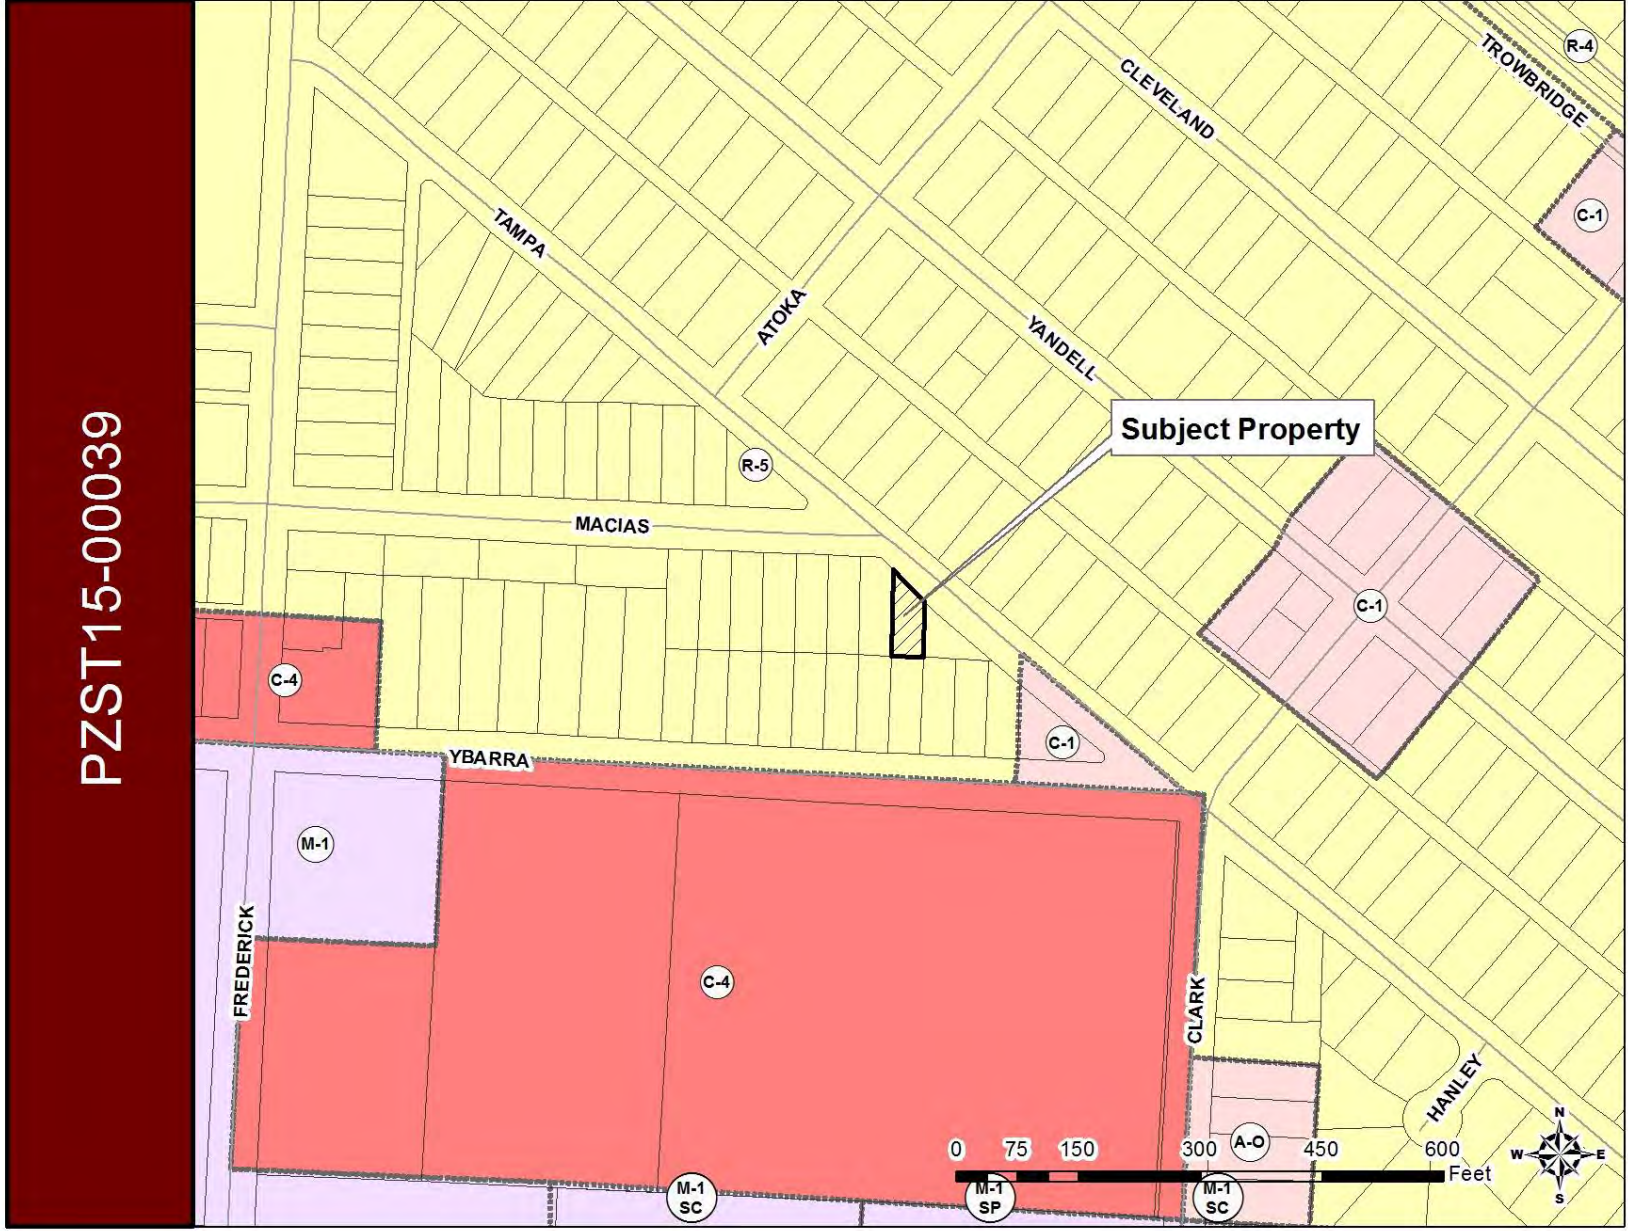 PZST15-00039
R-4
TROWBRIDGE
CLEVELAND
C-1
TAMPA
ATOKA
YANDELL
Subject Property
R-5
MACIAS
C-1
C-4
C-1
YBARRA
M-1
FREDERICK
C-4
CLARK
HANLEY
A-O
0 75 150 300 450 600
Feet
N
W E
S
M-1
SC
M-1
SP
M-1
SC